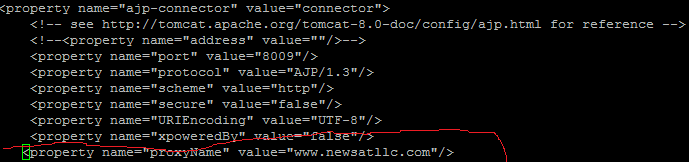 <property name="ajp-connector" value="connector">
<!-- see http://tomcat.apache.org/tomcat-8.0-doc/config/ajp.html for reference -->
<!--<property name="address" value=""/>-->
<property name="port" value="8009"/>
<property name="protocol" value="AJP/1.3"/>
<property name="scheme" value="http"/>
<property name="secure" value="false"/>
<property name="URIEncoding" value="UTF-8"/>
<property name="xpoweredBy" value="false"/>
<property name="proxyName" value="www.newsatllc.com"/>